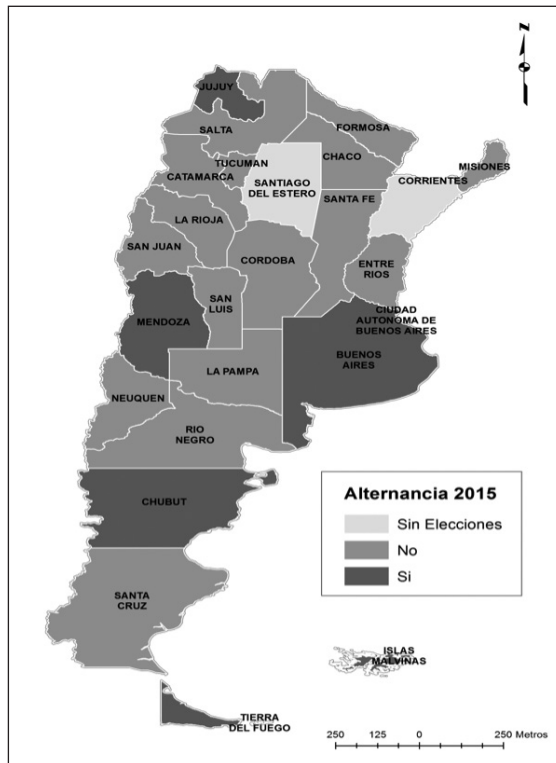 N
JUJUY
SALTA
FORMOSA
TUCUMAN
CHACO
CATAMARCA
MISIONES
SANTIAGO
DEL ESTERO
CORRIENTES
SANTA FE
LA RIOJA
SAN JUAN
CORDOBA
ENTRE
RIOS
SAN
LUIS
MENDOZA
CIUDAD
AUTONOMA DE
BUENOS AIRES
BUENOS
AIRES
LA PAMPA
NEUQUEN
RIO
NEGRO
CHUBUT
SANTA
CRUZ
TIERRA
DEL FUEGO
ISLAS
MALVINAS
Alternancia 2015
Sin Elecciones
No
Si
250 125 0 250 Metros